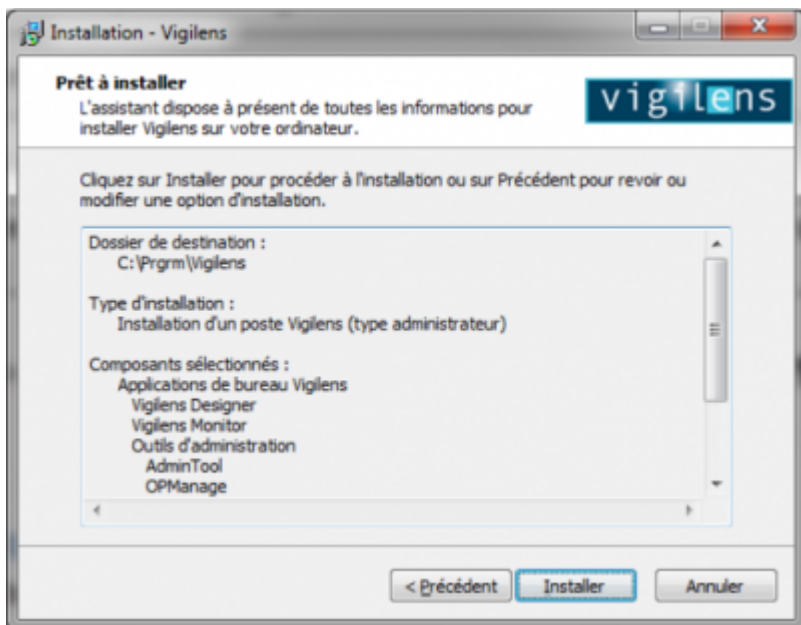 Installation - Vigilens
Prêt à installer
L'assistant dispose à présent de toutes les informations pour
installer Vigilens sur votre ordinateur.
vigilens
Cliquez sur Installer pour procéder à l'installation ou sur Précédent pour revoir ou
modifier une option d'installation.
Dossier de destination :
C:\Prgrm\Vigilens
Type d'installation :
Installation d'un poste Vigilens (type administrateur)
Composants sélectionnés :
Applications de bureau Vigilens
Vigilens Designer
Vigilens Monitor
Outils d'administration
AdminTool
OPManage
< Précédent
Installer
Annuler